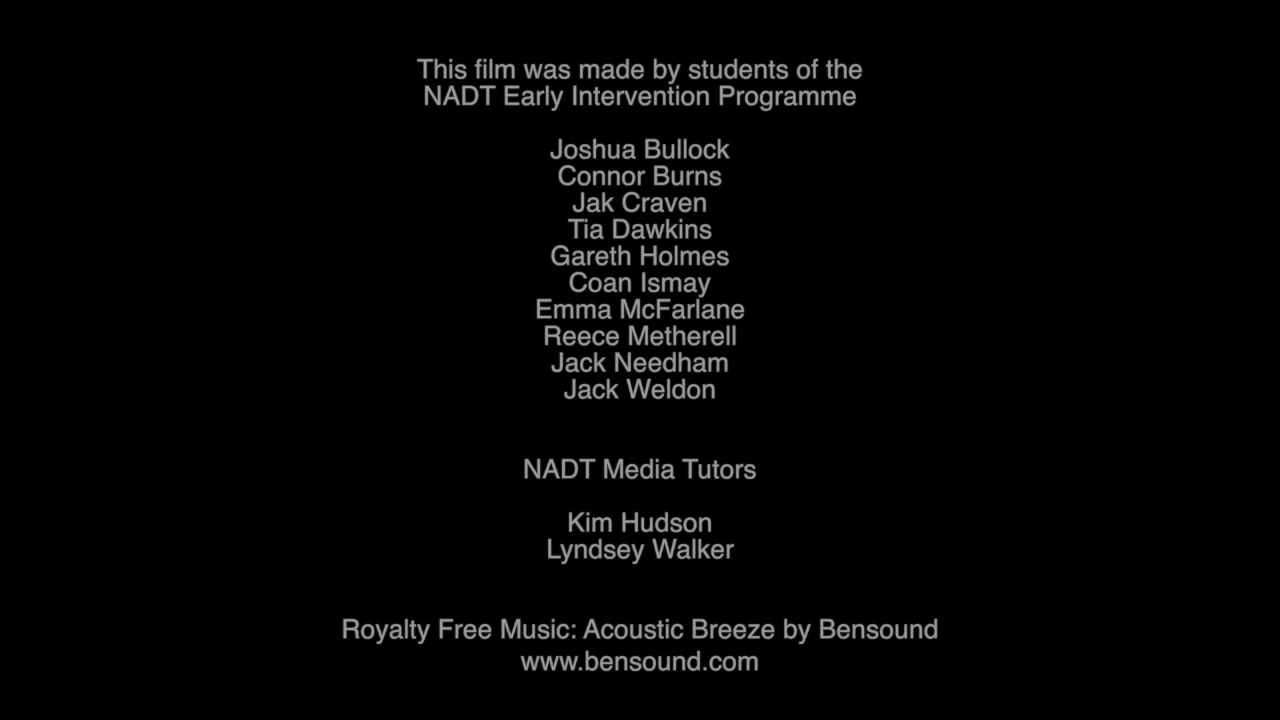 This film was made by students of the
NADT Early Intervention Programme
Joshua Bullock
Connor Burns
Jak Craven
Tia Dawkins
Gareth Holmes
Coan Ismay
Emma McFarlane
Reece Metherell
Jack Needham
Jack Weldon
NADT Media Tutors
Kim Hudson
Lyndsey Walker
Royalty Free Music: Acoustic Breeze by Bensound
www.bensound.com